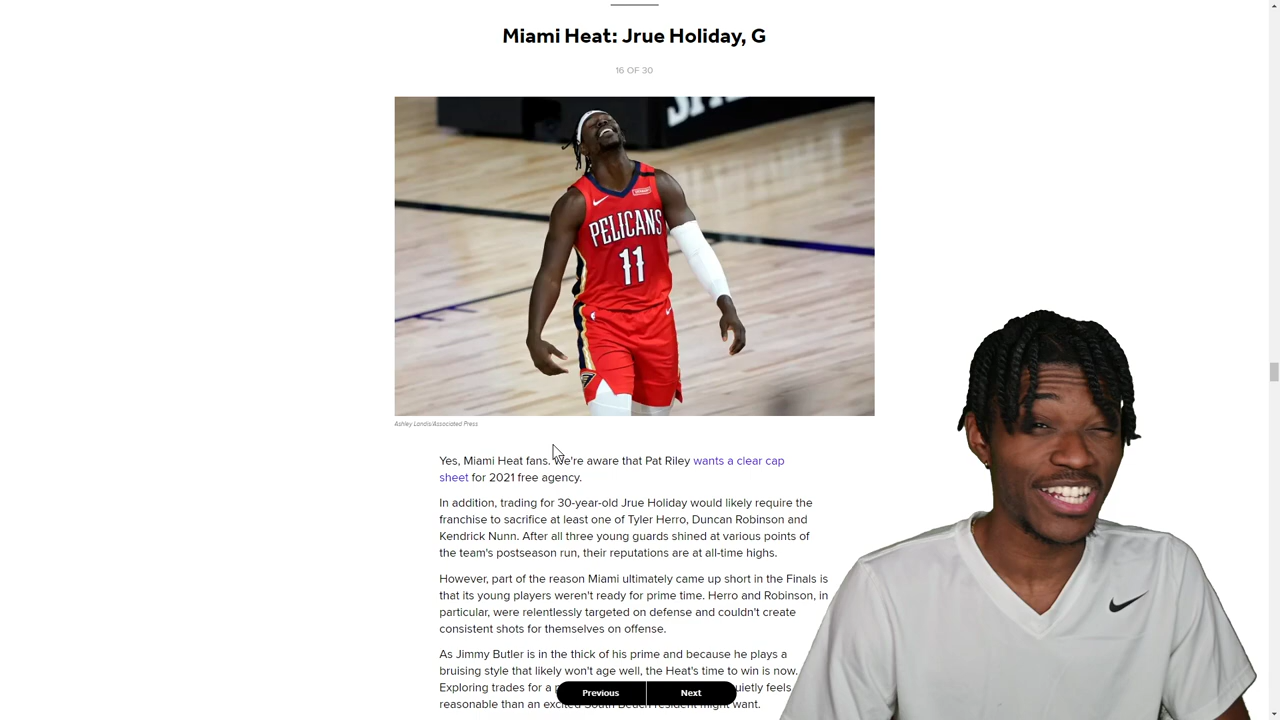 Miami Heat: Jrue Holiday, G
16 OF 30
PELICANS
11
Ashley Landis/Associated Press
Yes, Miami Heat fans. We're aware that Pat Riley wants a clear cap
sheet for 2021 free agency.
In addition, trading for 30-year-old Jrue Holiday would likely require the
franchise to sacrifice at least one of Tyler Herro, Duncan Robinson and
Kendrick Nunn. After all three young guards shined at various points of
the team's postseason run, their reputations are at all-time highs.
However, part of the reason Miami ultimately came up short in the Finals is
that its young players weren't ready for prime time. Herro and Robinson, in
particular, were relentlessly targeted on defense and couldn't create
consistent shots for themselves on offense.
As Jimmy Butler is in the thick of his prime and because he plays a
bruising style that likely won't age well, the Heat's time to win is now.
Exploring trades for a
quietly feels
reasonable than an excited South Beach resident might want.
Previous
Next